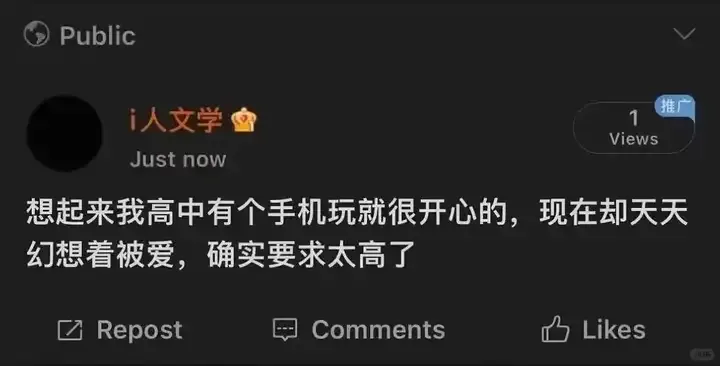 Public
i人文学
推广
1
Views
Just now
想起来我高中有个手机玩就很开心的，现在却天天
幻想着被爱，确实要求太高了
Repost
Comments
Likes